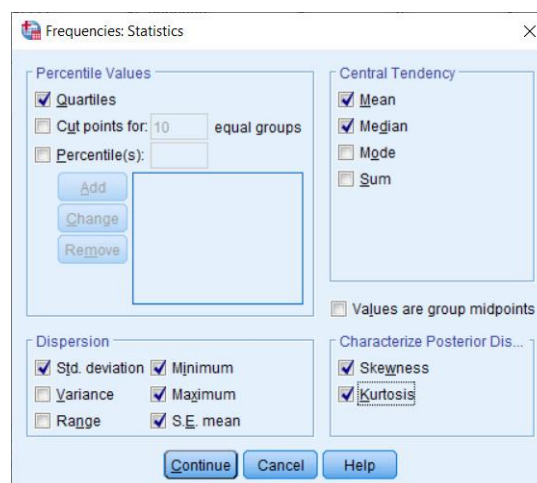 Frequencies: Statistics
Percentile Values
Quartiles
Cut points for: 10 equal groups
Percentile(s):
Add
Change
Remove
Central Tendency
Mean
Median
Mode
Sum
Values are group midpoints
Dispersion
Std. deviation Minimum
Variance Maximum
Range S.E. mean
Characterize Posterior Dis...
Skewness
Kurtosis
Continue Cancel Help